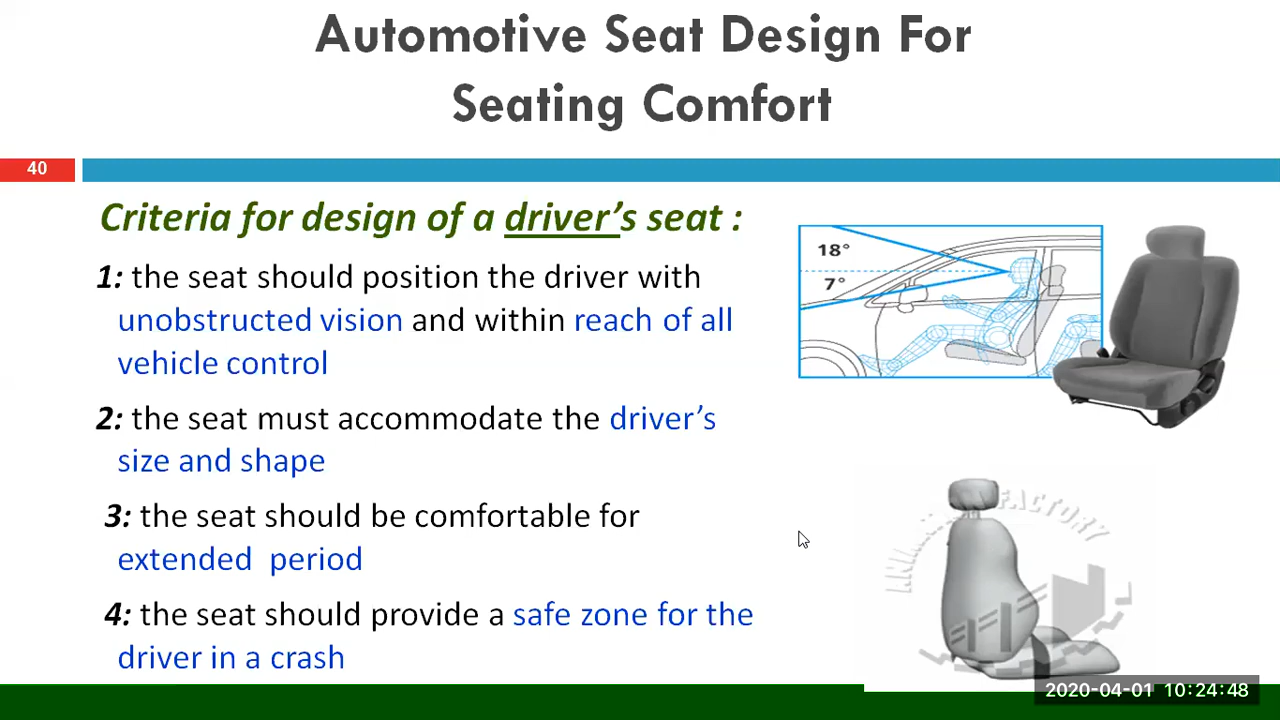 Automotive Seat Design For
Seating Comfort
40
Criteria for design of a driver’s seat :
1: the seat should position the driver with
unobstructed vision and within reach of all
vehicle control
2: the seat must accommodate the driver’s
size and shape
3: the seat should be comfortable for
extended period
4: the seat should provide a safe zone for the
driver in a crash
18°
7°
FACTORY
2020-04-01 10:24:48